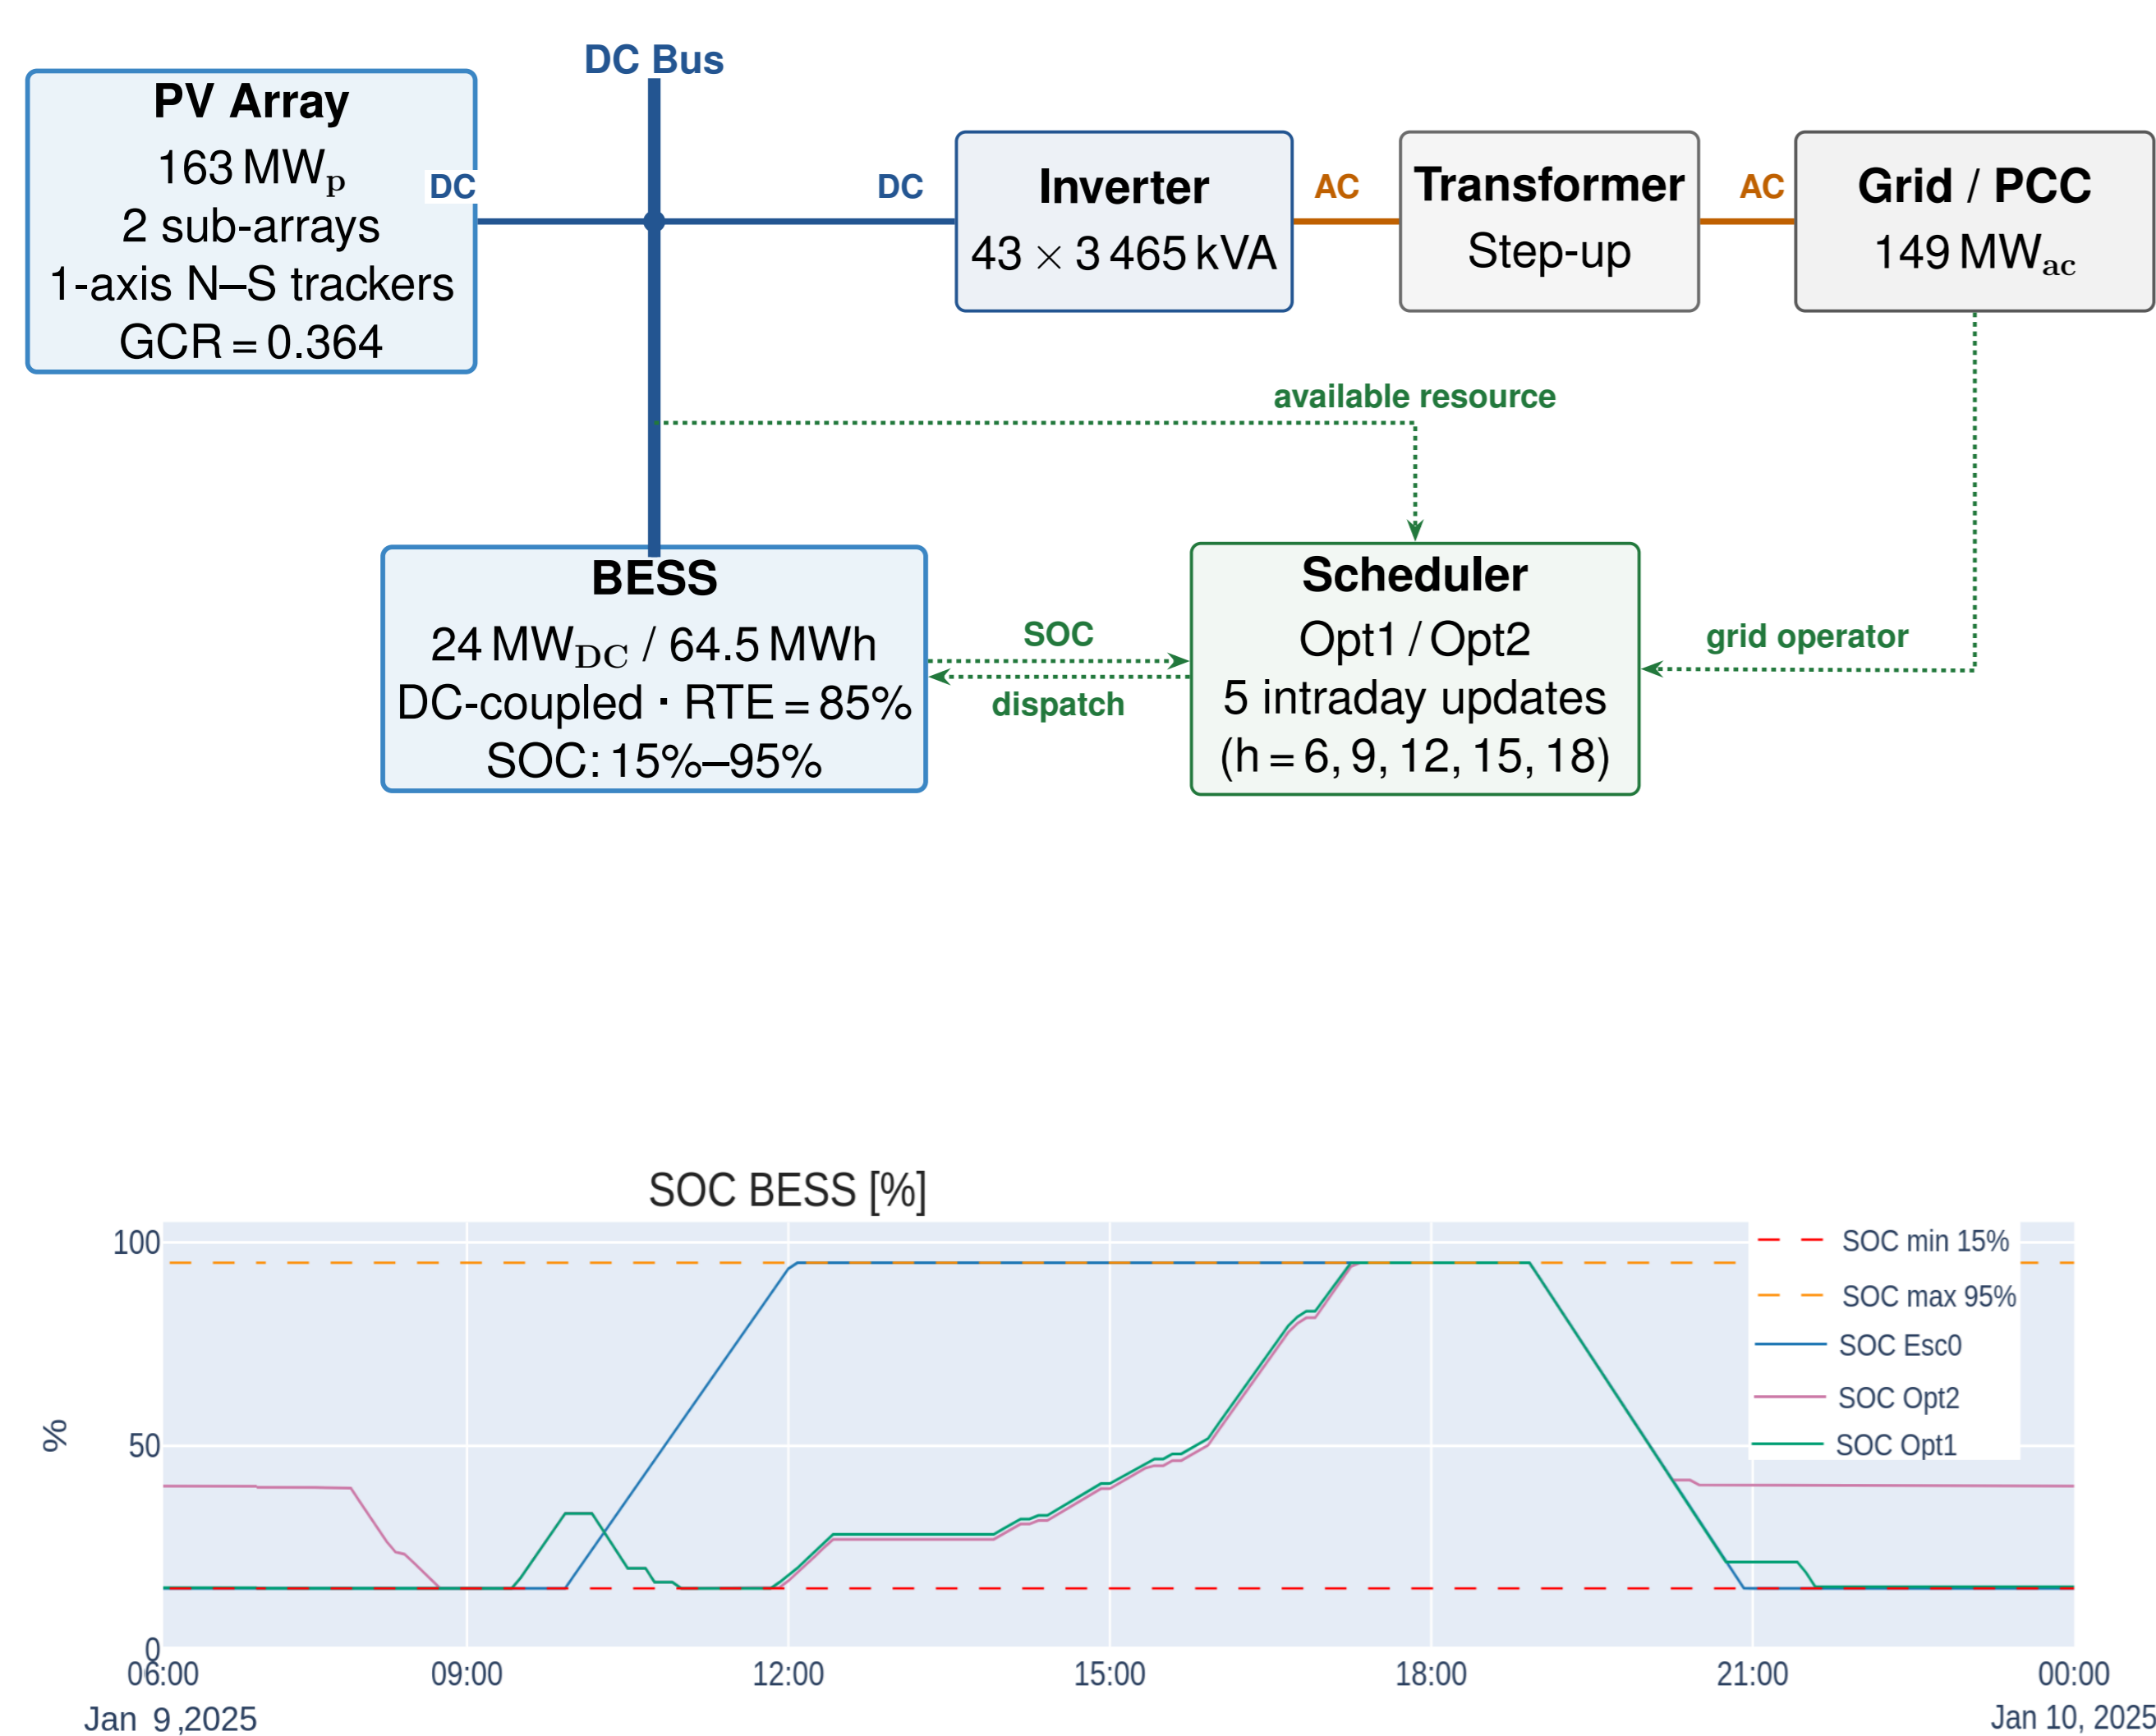 DC Bus
PV Array
163 MWp
2 sub-arrays
1-axis N–S trackers
GCR = 0.364
DC
DC
Inverter
43 × 3 465 kVA
AC
Transformer
Step-up
AC
Grid / PCC
149 MWac
available resource
BESS
24 MWDC / 64.5 MWh
DC-coupled · RTE = 85%
SOC: 15%–95%
SOC
dispatch
Scheduler
Opt1 / Opt2
5 intraday updates
(h = 6, 9, 12, 15, 18)
grid operator
SOC BESS [%]
%
100
50
0
SOC min 15%
SOC max 95%
SOC Esc0
SOC Opt2
SOC Opt1
06:00
09:00
12:00
15:00
18:00
21:00
00:00
Jan 9 ,2025
Jan 10, 2025